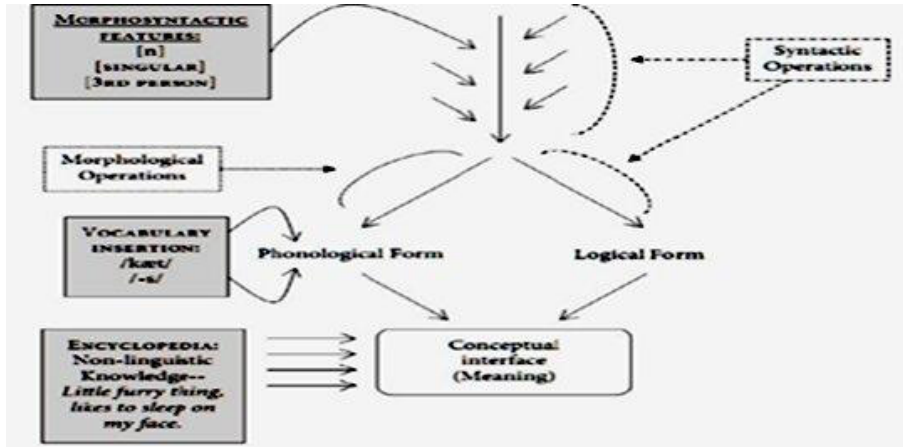 MORPHOSYNTACTIC
FEATURES:
[n]
[SINGULAR]
[3RD PERSON]
Syntactic
Operations
Morphological
Operations
VOCABULARY
INSERTION:
/kæt/
/-s/
Phonological Form
Logical Form
ENCYCLOPEDIA:
Non-linguistic
Knowledge--
Little furry thing,
likes to sleep on
my face.
Conceptual
interface
(Meaning)